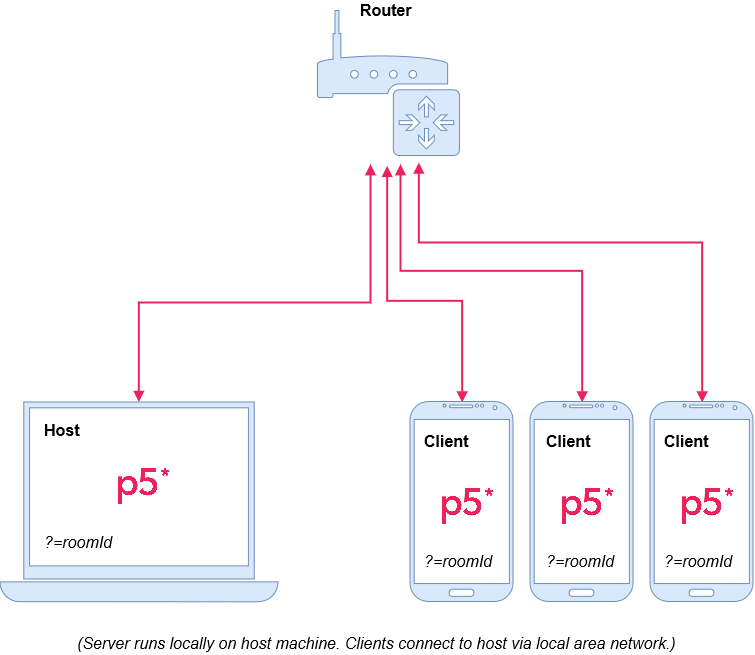 Router
Host
p5*
?=roomId
Client
p5*
?=roomId
Client
p5*
?=roomId
Client
p5*
?=roomId
(Server runs locally on host machine. Clients connect to host via local area network.)